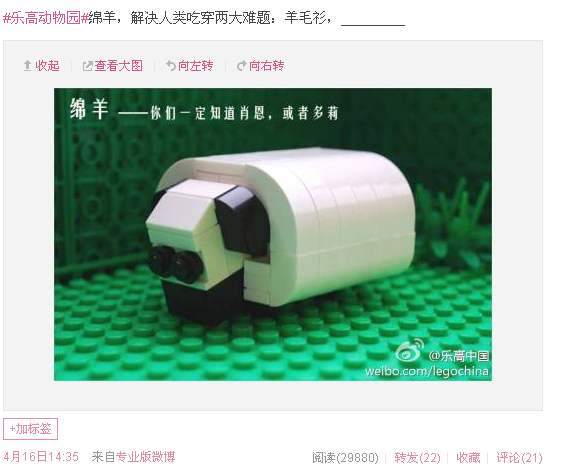 #乐高动物园#绵羊，解决人类吃穿两大难题：羊毛衫，_________
收起 | 查看大图 | 向左转 | 向右转
绵羊 ——你们一定知道肖恩，或者多莉
@乐高中国
weibo.com/legochina
+加标签
4月16日14:35 来自专业版微博 阅读(29880) | 转发(22) | 收藏 | 评论(21)